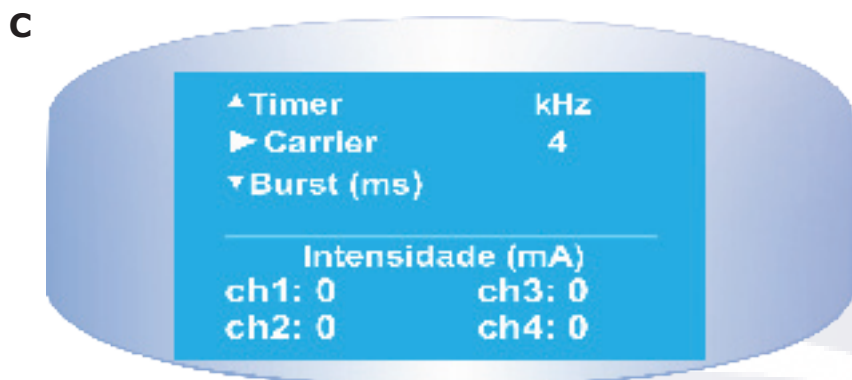 C
▲Timer kHz
►Carrier 4
▼Burst (ms)
Intensidade (mA)
ch1: 0 ch3: 0
ch2: 0 ch4: 0